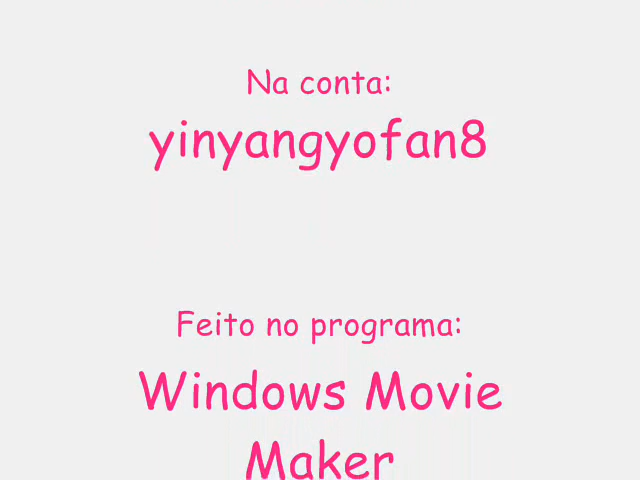 Na conta:
yinyangyofan8
Feito no programa:
Windows Movie
Maker